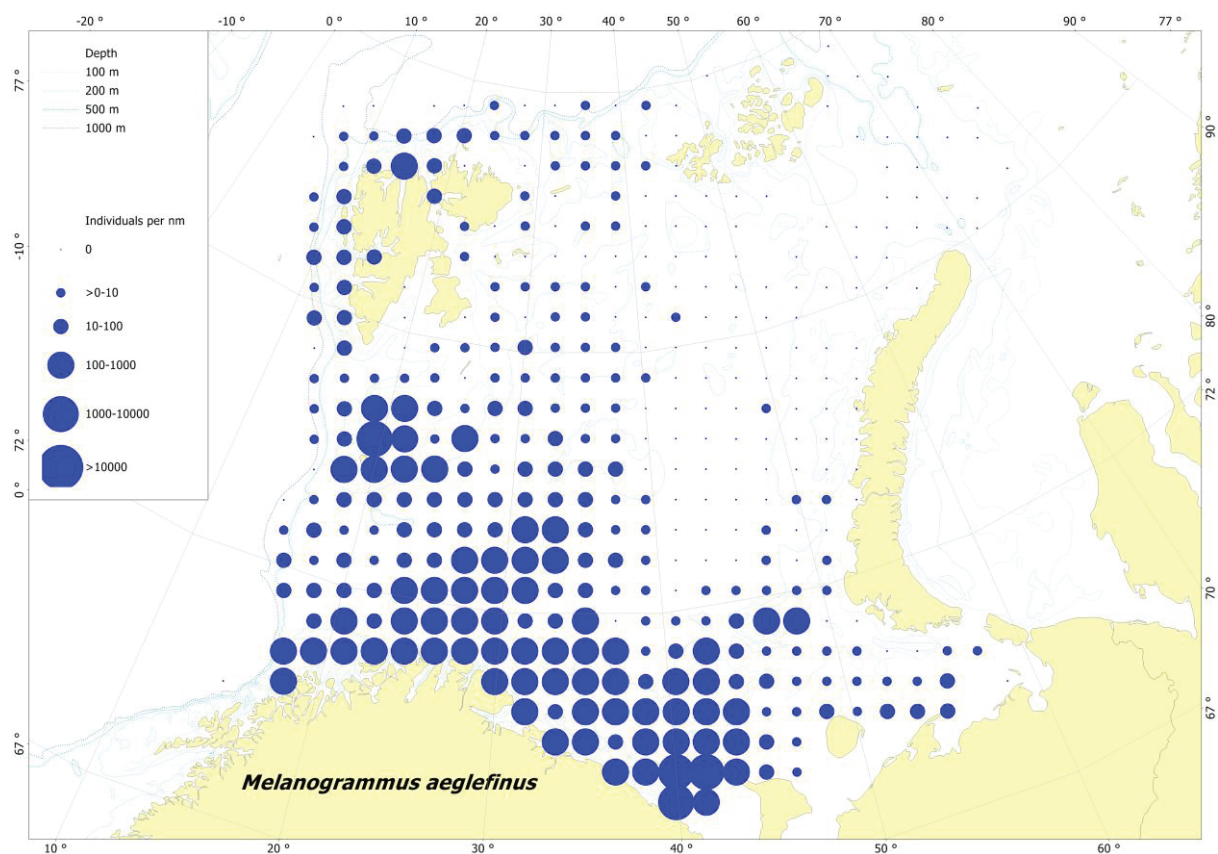 -20 ° -10 ° 0 ° 10 ° 20 ° 30 ° 40 ° 50 ° 60 ° 70 ° 80 ° 90 ° 77 °
Depth
100 m
200 m
500 m
1000 m
77 °
90 °
Individuals per nm
0
-10 °
>0-10
80 °
10-100
100-1000
72 °
1000-10000
72 °
>10000
0 °
70 °
67 °
67 °
Melanogrammus aeglefinus
10 ° 20 ° 30 ° 40 ° 50 ° 60 °